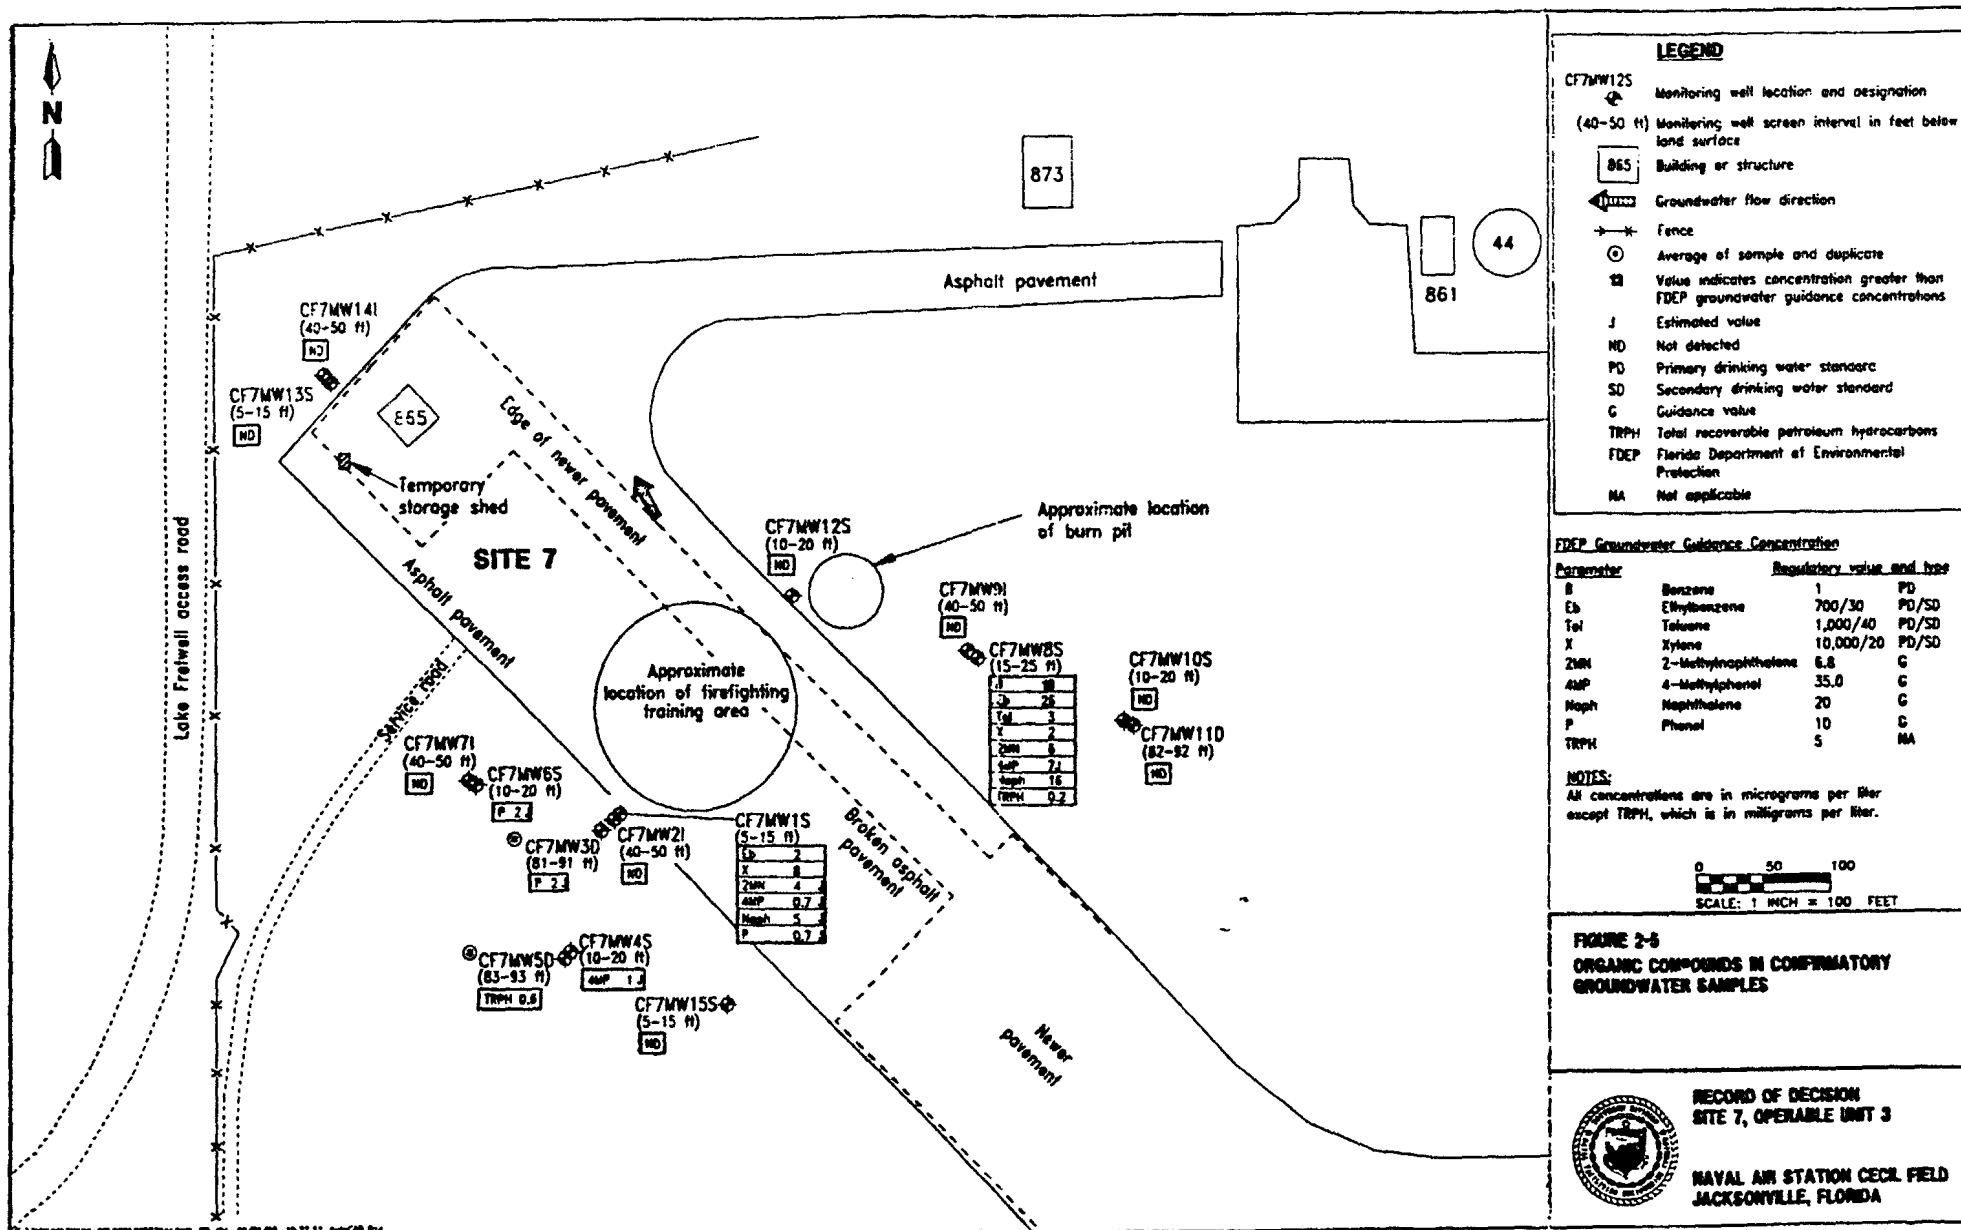 N
873
44
861
Asphalt pavement
CF7MW14I
(40-50 ft)
ND
CF7MW13S
(5-15 ft)
ND
865
Temporary
storage shed
Edge of newer pavement
SITE 7
Asphalt pavement
Lake Fretwell access road
Service road
CF7MW12S
(10-20 ft)
ND
Approximate location
of burn pit
CF7MW9I
(40-50 ft)
ND
CF7MW8S
(15-25 ft)
Eb 25
Tol 3
X 2
2MN 6
4MP 7J
Naph 16
TRPH 0.2
CF7MW10S
(10-20 ft)
ND
CF7MW11D
(82-92 ft)
ND
Approximate
location of firefighting
training area
CF7MW7I
(40-50 ft)
ND
CF7MW6S
(10-20 ft)
P 2J
CF7MW3D
(81-91 ft)
P 2J
CF7MW2I
(40-50 ft)
ND
CF7MW1S
(5-15 ft)
Eb 2
X 8
2MN 4 J
4MP 0.7 J
Naph 5 J
P 0.7 J
Broken asphalt
pavement
CF7MW5D
(83-93 ft)
TRPH 0.6
CF7MW4S
(10-20 ft)
4MP 1J
CF7MW15S
(5-15 ft)
ND
Newer
pavement
LEGEND
CF7MW12S
Monitoring well location and designation
(40-50 ft) Monitoring well screen interval in feet below
land surface
865 Building or structure
Groundwater flow direction
Fence
Average of sample and duplicate
Value indicates concentration greater than
FDEP groundwater guidance concentrations
J Estimated value
ND Not detected
PD Primary drinking water standard
SD Secondary drinking water standard
G Guidance value
TRPH Total recoverable petroleum hydrocarbons
FDEP Florida Department of Environmental
Protection
NA Not applicable
FDEP Groundwater Guidance Concentration
Parameter Regulatory value and type
B Benzene 1 PD
Eb Ethylbenzene 700/30 PD/SD
Tol Toluene 1,000/40 PD/SD
X Xylene 10,000/20 PD/SD
2MN 2-Methylnaphthalene 6.8 G
4MP 4-Methylphenol 35.0 G
Naph Naphthalene 20 G
P Phenol 10 G
TRPH 5 NA
NOTES:
All concentrations are in micrograms per liter
except TRPH, which is in milligrams per liter.
0 50 100
SCALE: 1 INCH = 100 FEET
FIGURE 2-5
ORGANIC COMPOUNDS IN CONFIRMATORY
GROUNDWATER SAMPLES
RECORD OF DECISION
SITE 7, OPERABLE UNIT 3
NAVAL AIR STATION CECIL FIELD
JACKSONVILLE, FLORIDA